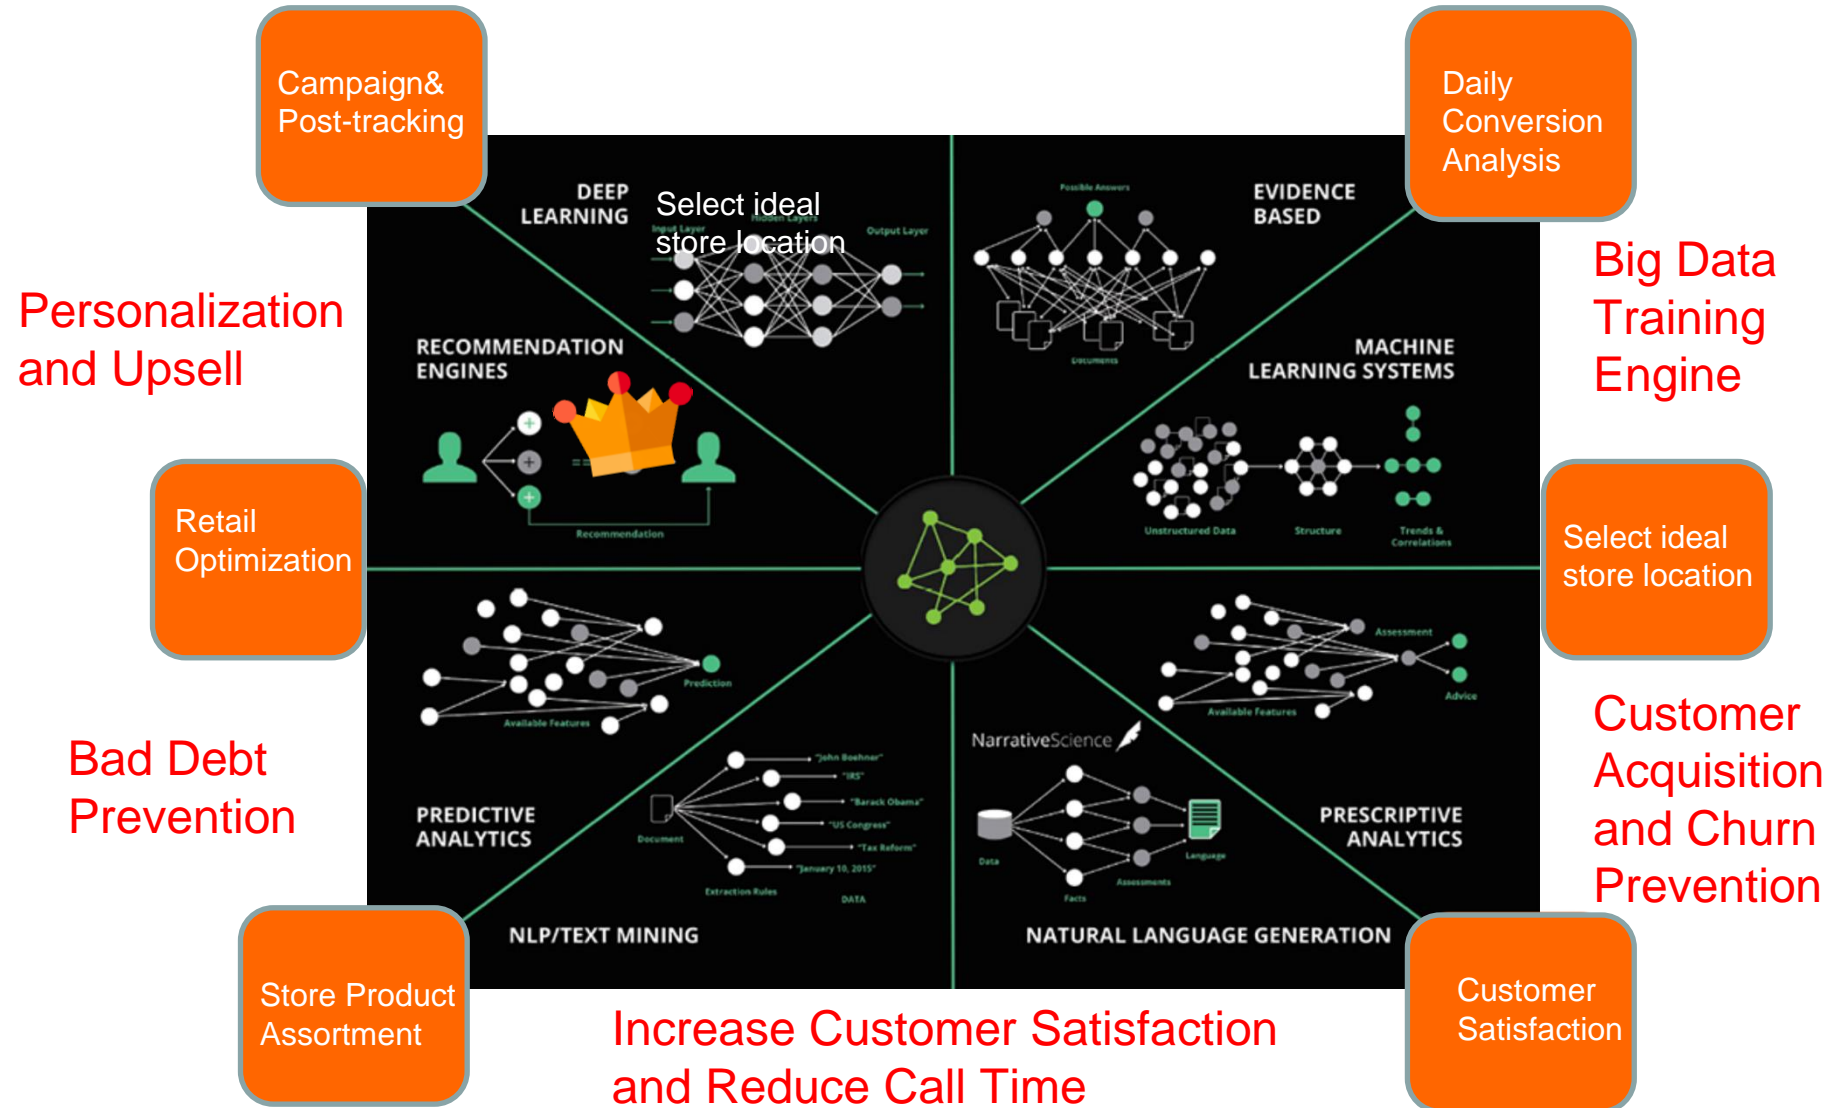 Campaign&
Post-tracking
Daily
Conversion
Analysis
DEEP
LEARNING
Select ideal
store location
Hidden Layers
Input Layer
Output Layer
Possible Answers
Documents
EVIDENCE
BASED
Personalization
and Upsell
Big Data
Training
Engine
RECOMMENDATION
ENGINES
Recommendation
MACHINE
LEARNING SYSTEMS
Unstructured Data
Structure
Trends &
Correlations
Retail
Optimization
Select ideal
store location
Prediction
Available Features
Assessment
Advice
Available Features
Bad Debt
Prevention
PREDICTIVE
ANALYTICS
Customer
Acquisition
and Churn
Prevention
PRESCRIPTIVE
ANALYTICS
Document
"John Boehner"
"IRS"
"Barack Obama"
"US Congress"
"Tax Reform"
"January 10, 2015"
Extraction Rules
DATA
NLP/TEXT MINING
NarrativeScience
Data
Facts
Assessments
Language
NATURAL LANGUAGE GENERATION
Store Product
Assortment
Increase Customer Satisfaction
and Reduce Call Time
Customer
Satisfaction